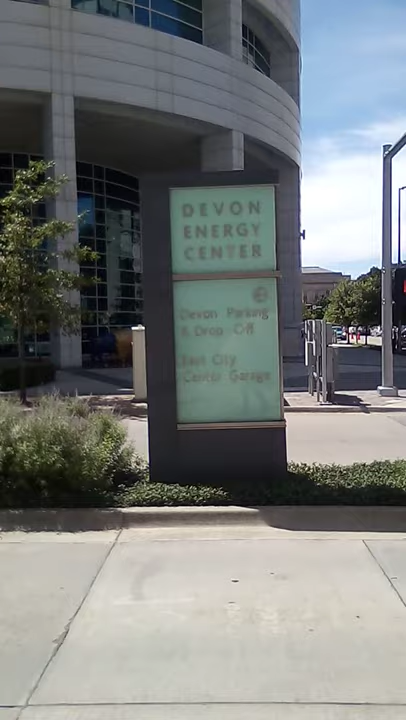 DEVON
ENERGY
CENTER
Devon Parking
& Drop Off
East City
Center Garage